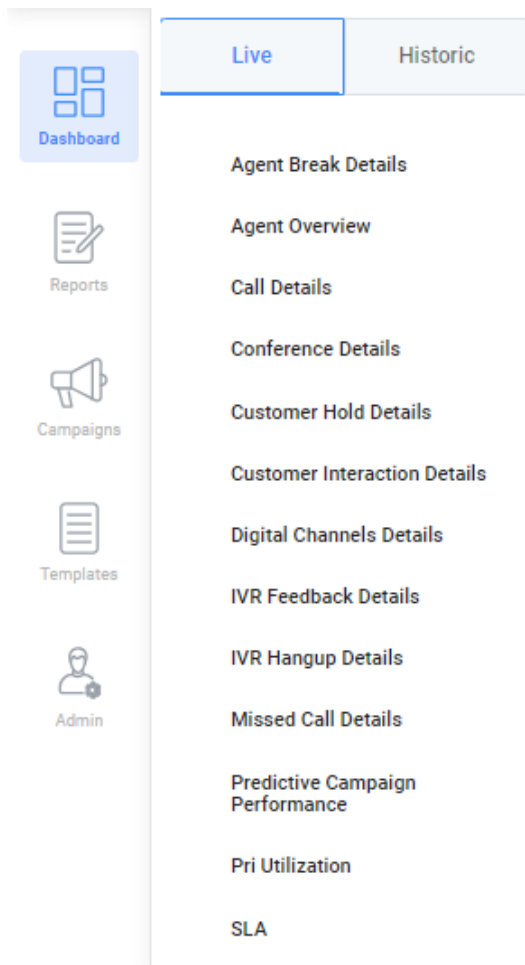 Live
Historic
Dashboard
Reports
Campaigns
Templates
Admin
Agent Break Details
Agent Overview
Call Details
Conference Details
Customer Hold Details
Customer Interaction Details
Digital Channels Details
IVR Feedback Details
IVR Hangup Details
Missed Call Details
Predictive Campaign
Performance
Pri Utilization
SLA